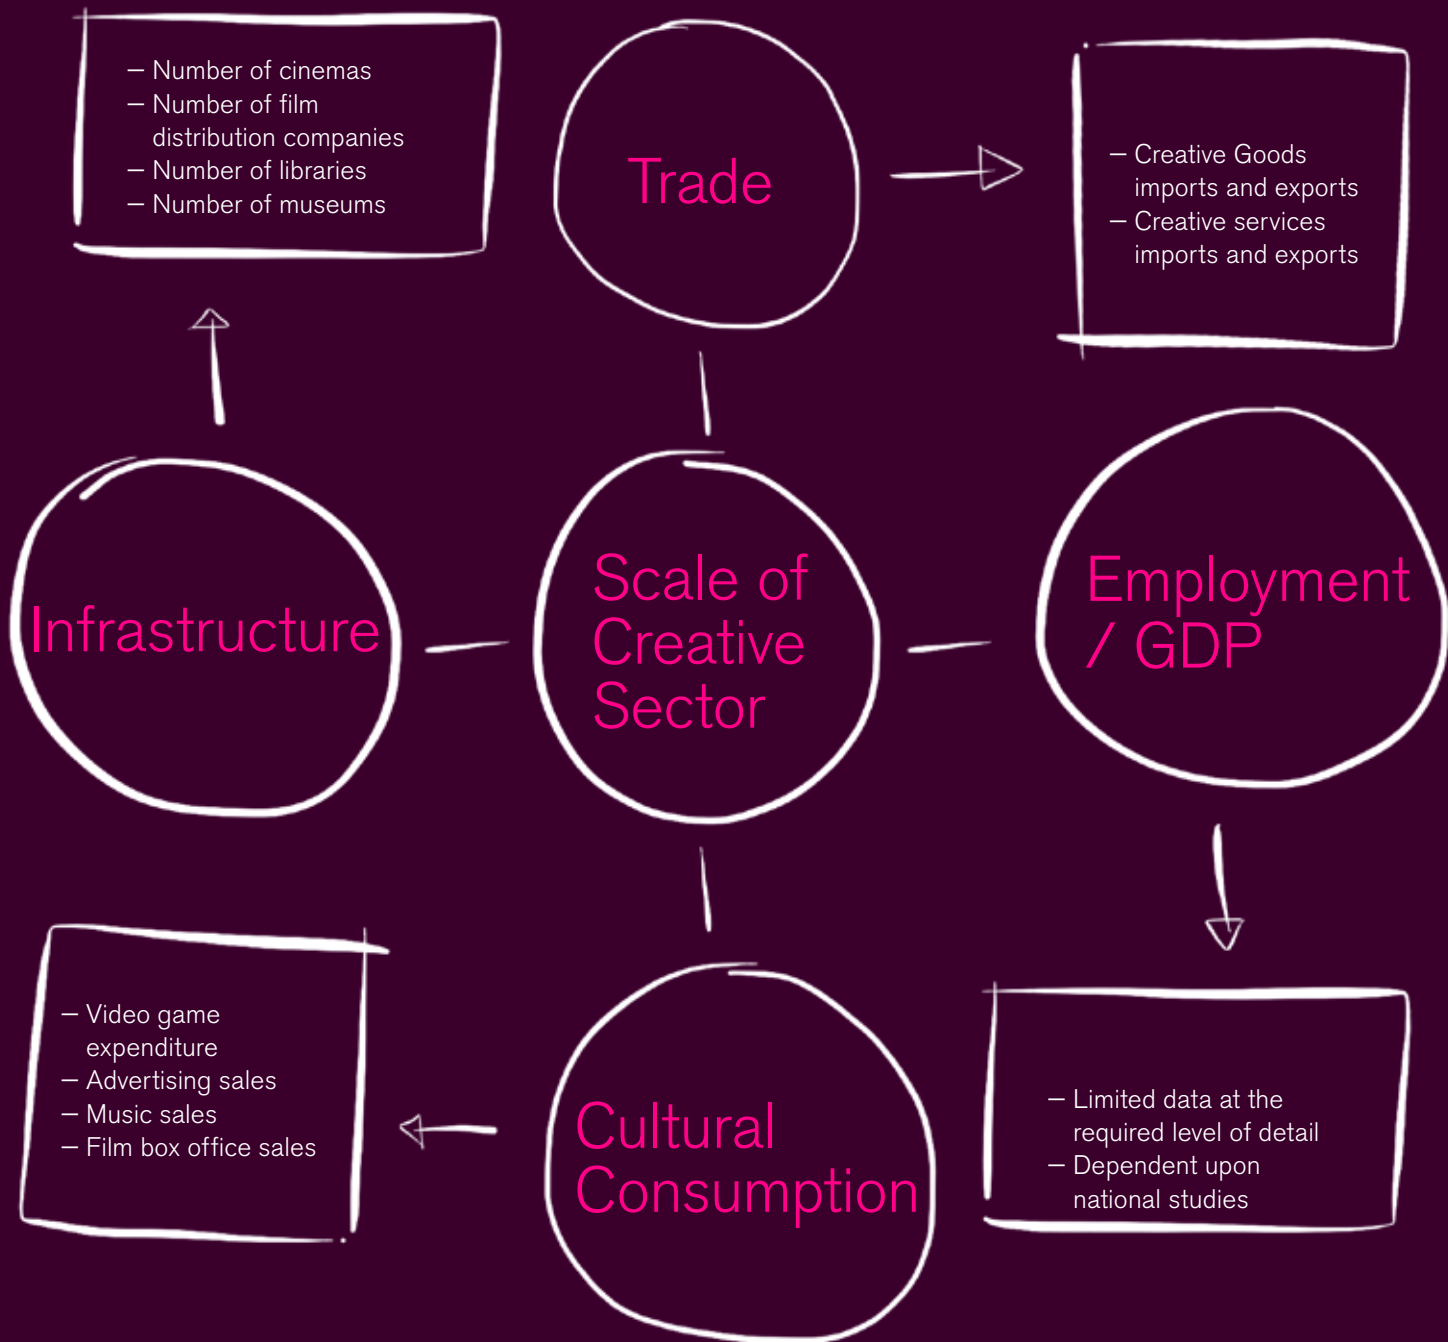 — Number of cinemas
— Number of film
distribution companies
— Number of libraries
— Number of museums
Trade
— Creative Goods
imports and exports
— Creative services
imports and exports
Infrastructure
Scale of
Creative
Sector
Employment
/ GDP
— Video game
expenditure
— Advertising sales
— Music sales
— Film box office sales
Cultural
Consumption
— Limited data at the
required level of detail
— Dependent upon
national studies